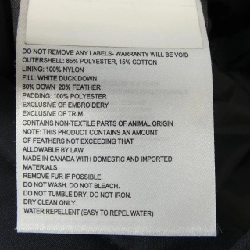 DO NOT REMOVE ANY LABELS- WARRANTY WILL BE VOID
OUTERSHELL: 85% POLYESTER, 15% COTTON
LINING: 100% NYLON
FILL: WHITE DUCK DOWN
80% DOWN 20% FEATHER
PADDING: 100% POLYESTER
EXCLUSIVE OF EMBROIDERY
EXCLUSIVE OF TRIM
CONTAINS NON-TEXTILE PARTS OF ANIMAL ORIGIN
NOTE: THIS PRODUCT CONTAINS AN AMOUNT
OF FEATHERS NOT EXCEEDING THAT
ALLOWABLE BY LAW
MADE IN CANADA WITH DOMESTIC AND IMPORTED
MATERIALS
REMOVE FUR IF POSSIBLE
DO NOT WASH. DO NOT BLEACH.
DO NOT TUMBLE DRY. DO NOT IRON.
DRY CLEAN ONLY
WATER REPELLENT (EASY TO REPEL WATER)